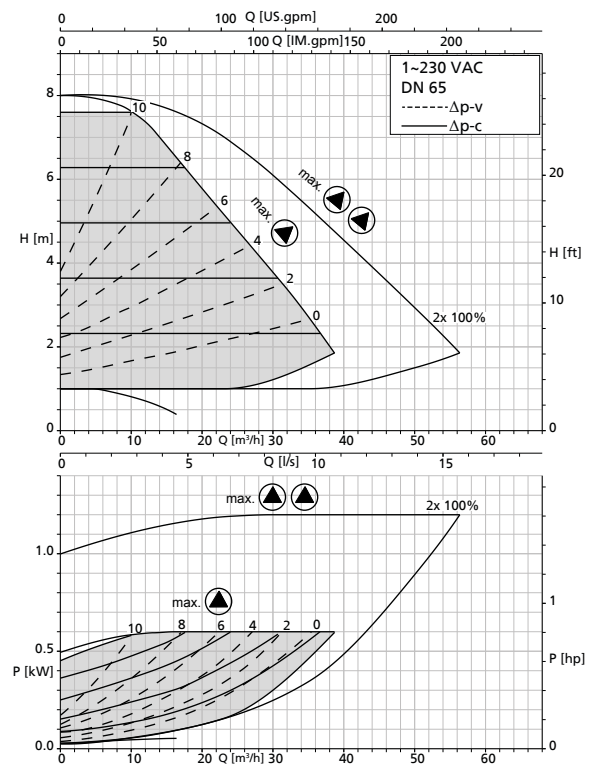 Q [US.gpm]
100 200
0 50 100 Q [IM.gpm] 150 200
1~230 VAC
DN 65
Δp-v
Δp-c
8
6
H [m]
4
2
0
20
H [ft]
10
0
10
8
6
4
2
0
max.
max.
2x 100%
0 10 20 Q [m³/h] 30 40 50 60
0 5 Q [l/s] 10 15
max.
2x 100%
1.0
max.
10 8 6 4 2 0
0.5
P [kW]
0.0
1
P [hp]
0
0 10 20 Q [m³/h] 30 40 50 60